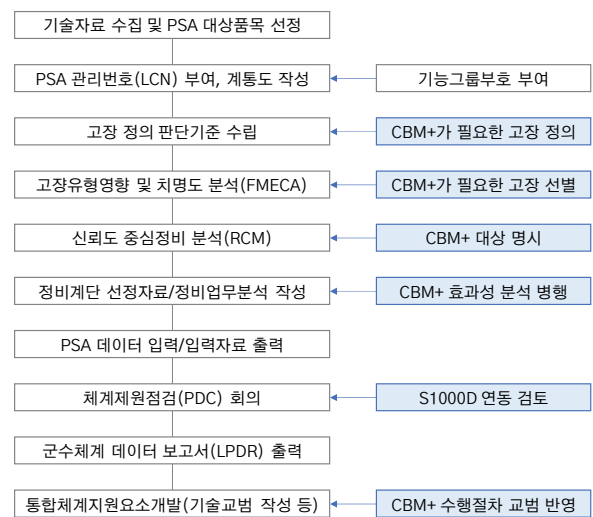 기술자료 수집 및 PSA 대상품목 선정
PSA 관리번호(LCN) 부여, 계통도 작성
기능그룹부호 부여
고장 정의 판단기준 수립
CBM+가 필요한 고장 정의
고장유형영향 및 치명도 분석(FMECA)
CBM+가 필요한 고장 선별
신뢰도 중심정비 분석(RCM)
CBM+ 대상 명시
정비계단 선정자료/정비업무분석 작성
CBM+ 효과성 분석 병행
PSA 데이터 입력/입력자료 출력
체계제원점검(PDC) 회의
S1000D 연동 검토
군수체계 데이터 보고서(LPDR) 출력
통합체계지원요소개발(기술교범 작성 등)
CBM+ 수행절차 교범 반영